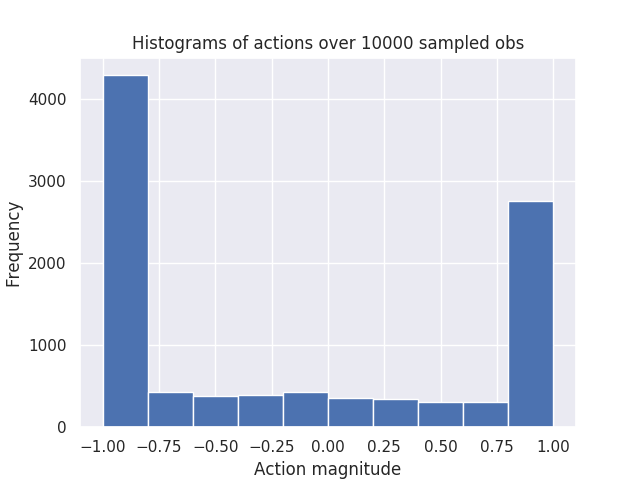 Histograms of actions over 10000 sampled obs
4000
3000
2000
1000
0
Frequency
−1.00 −0.75 −0.50 −0.25 0.00 0.25 0.50 0.75 1.00
Action magnitude